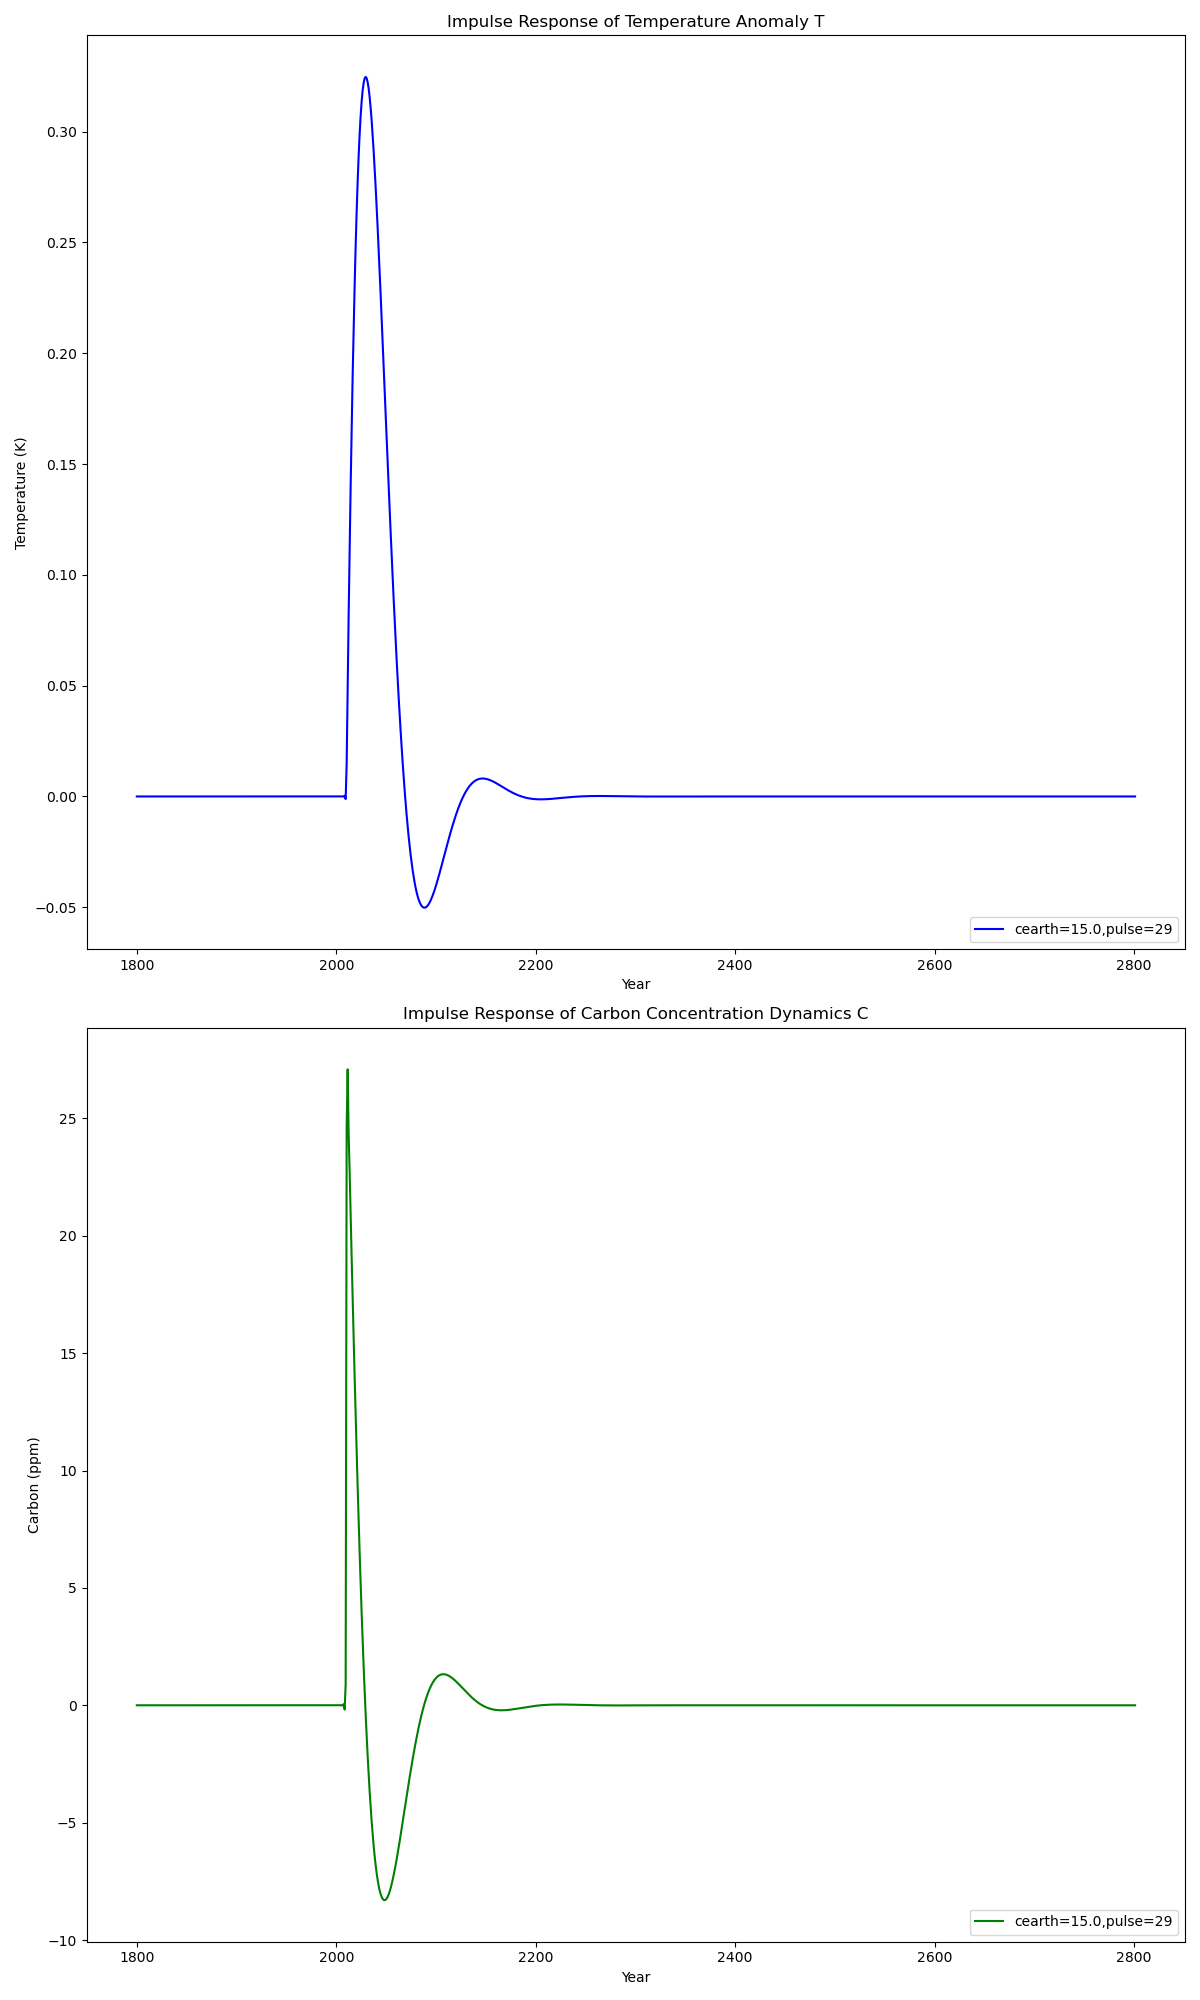 Impulse Response of Temperature Anomaly T
Temperature (K)
0.30
0.25
0.20
0.15
0.10
0.05
0.00
−0.05
cearth=15.0,pulse=29
1800 2000 2200 2400 2600 2800
Year
Impulse Response of Carbon Concentration Dynamics C
Carbon (ppm)
25
20
15
10
5
0
−5
−10
cearth=15.0,pulse=29
1800 2000 2200 2400 2600 2800
Year